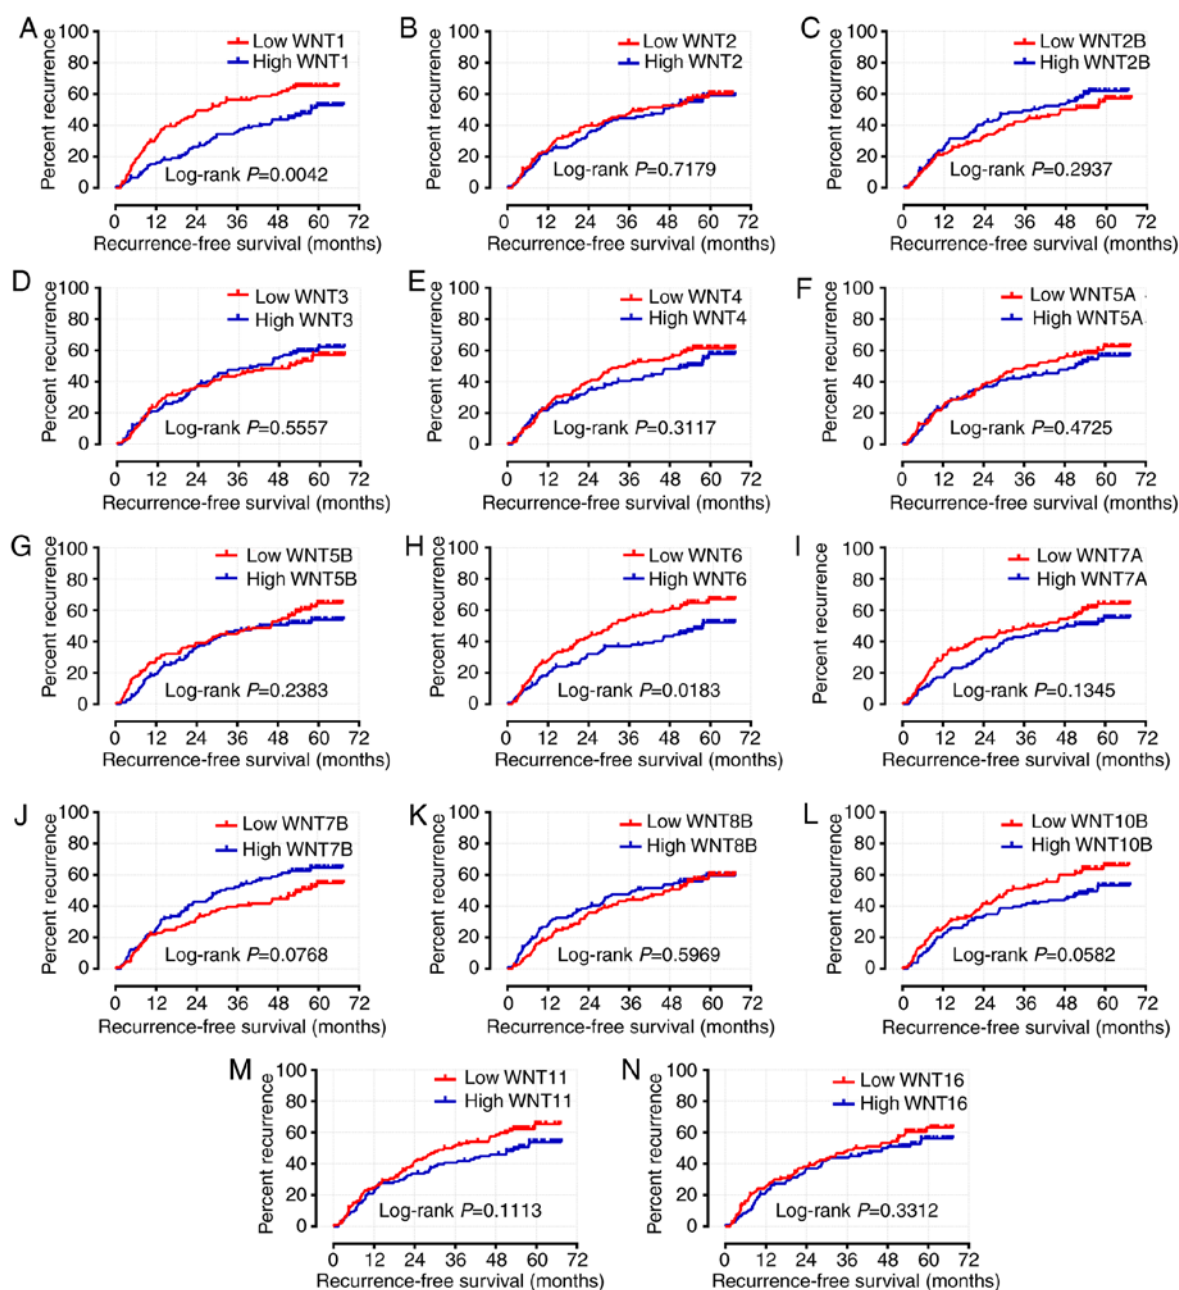 A
Percent recurrence
100
80
60
40
20
0
Low WNT1
High WNT1
Log-rank P=0.0042
0 12 24 36 48 60 72
Recurrence-free survival (months)
B
Percent recurrence
100
80
60
40
20
0
Low WNT2
High WNT2
Log-rank P=0.7179
0 12 24 36 48 60 72
Recurrence-free survival (months)
C
Percent recurrence
100
80
60
40
20
0
Low WNT2B
High WNT2B
Log-rank P=0.2937
0 12 24 36 48 60 72
Recurrence-free survival (months)
D
Percent recurrence
100
80
60
40
20
0
Low WNT3
High WNT3
Log-rank P=0.5557
0 12 24 36 48 60 72
Recurrence-free survival (months)
E
Percent recurrence
100
80
60
40
20
0
Low WNT4
High WNT4
Log-rank P=0.3117
0 12 24 36 48 60 72
Recurrence-free survival (months)
F
Percent recurrence
100
80
60
40
20
0
Low WNT5A
High WNT5A
Log-rank P=0.4725
0 12 24 36 48 60 72
Recurrence-free survival (months)
G
Percent recurrence
100
80
60
40
20
0
Low WNT5B
High WNT5B
Log-rank P=0.2383
0 12 24 36 48 60 72
Recurrence-free survival (months)
H
Percent recurrence
100
80
60
40
20
0
Low WNT6
High WNT6
Log-rank P=0.0183
0 12 24 36 48 60 72
Recurrence-free survival (months)
I
Percent recurrence
100
80
60
40
20
0
Low WNT7A
High WNT7A
Log-rank P=0.1345
0 12 24 36 48 60 72
Recurrence-free survival (months)
J
Percent recurrence
100
80
60
40
20
0
Low WNT7B
High WNT7B
Log-rank P=0.0768
0 12 24 36 48 60 72
Recurrence-free survival (months)
K
Percent recurrence
100
80
60
40
20
0
Low WNT8B
High WNT8B
Log-rank P=0.5969
0 12 24 36 48 60 72
Recurrence-free survival (months)
L
Percent recurrence
100
80
60
40
20
0
Low WNT10B
High WNT10B
Log-rank P=0.0582
0 12 24 36 48 60 72
Recurrence-free survival (months)
M
Percent recurrence
100
80
60
40
20
0
Low WNT11
High WNT11
Log-rank P=0.1113
0 12 24 36 48 60 72
Recurrence-free survival (months)
N
Percent recurrence
100
80
60
40
20
0
Low WNT16
High WNT16
Log-rank P=0.3312
0 12 24 36 48 60 72
Recurrence-free survival (months)